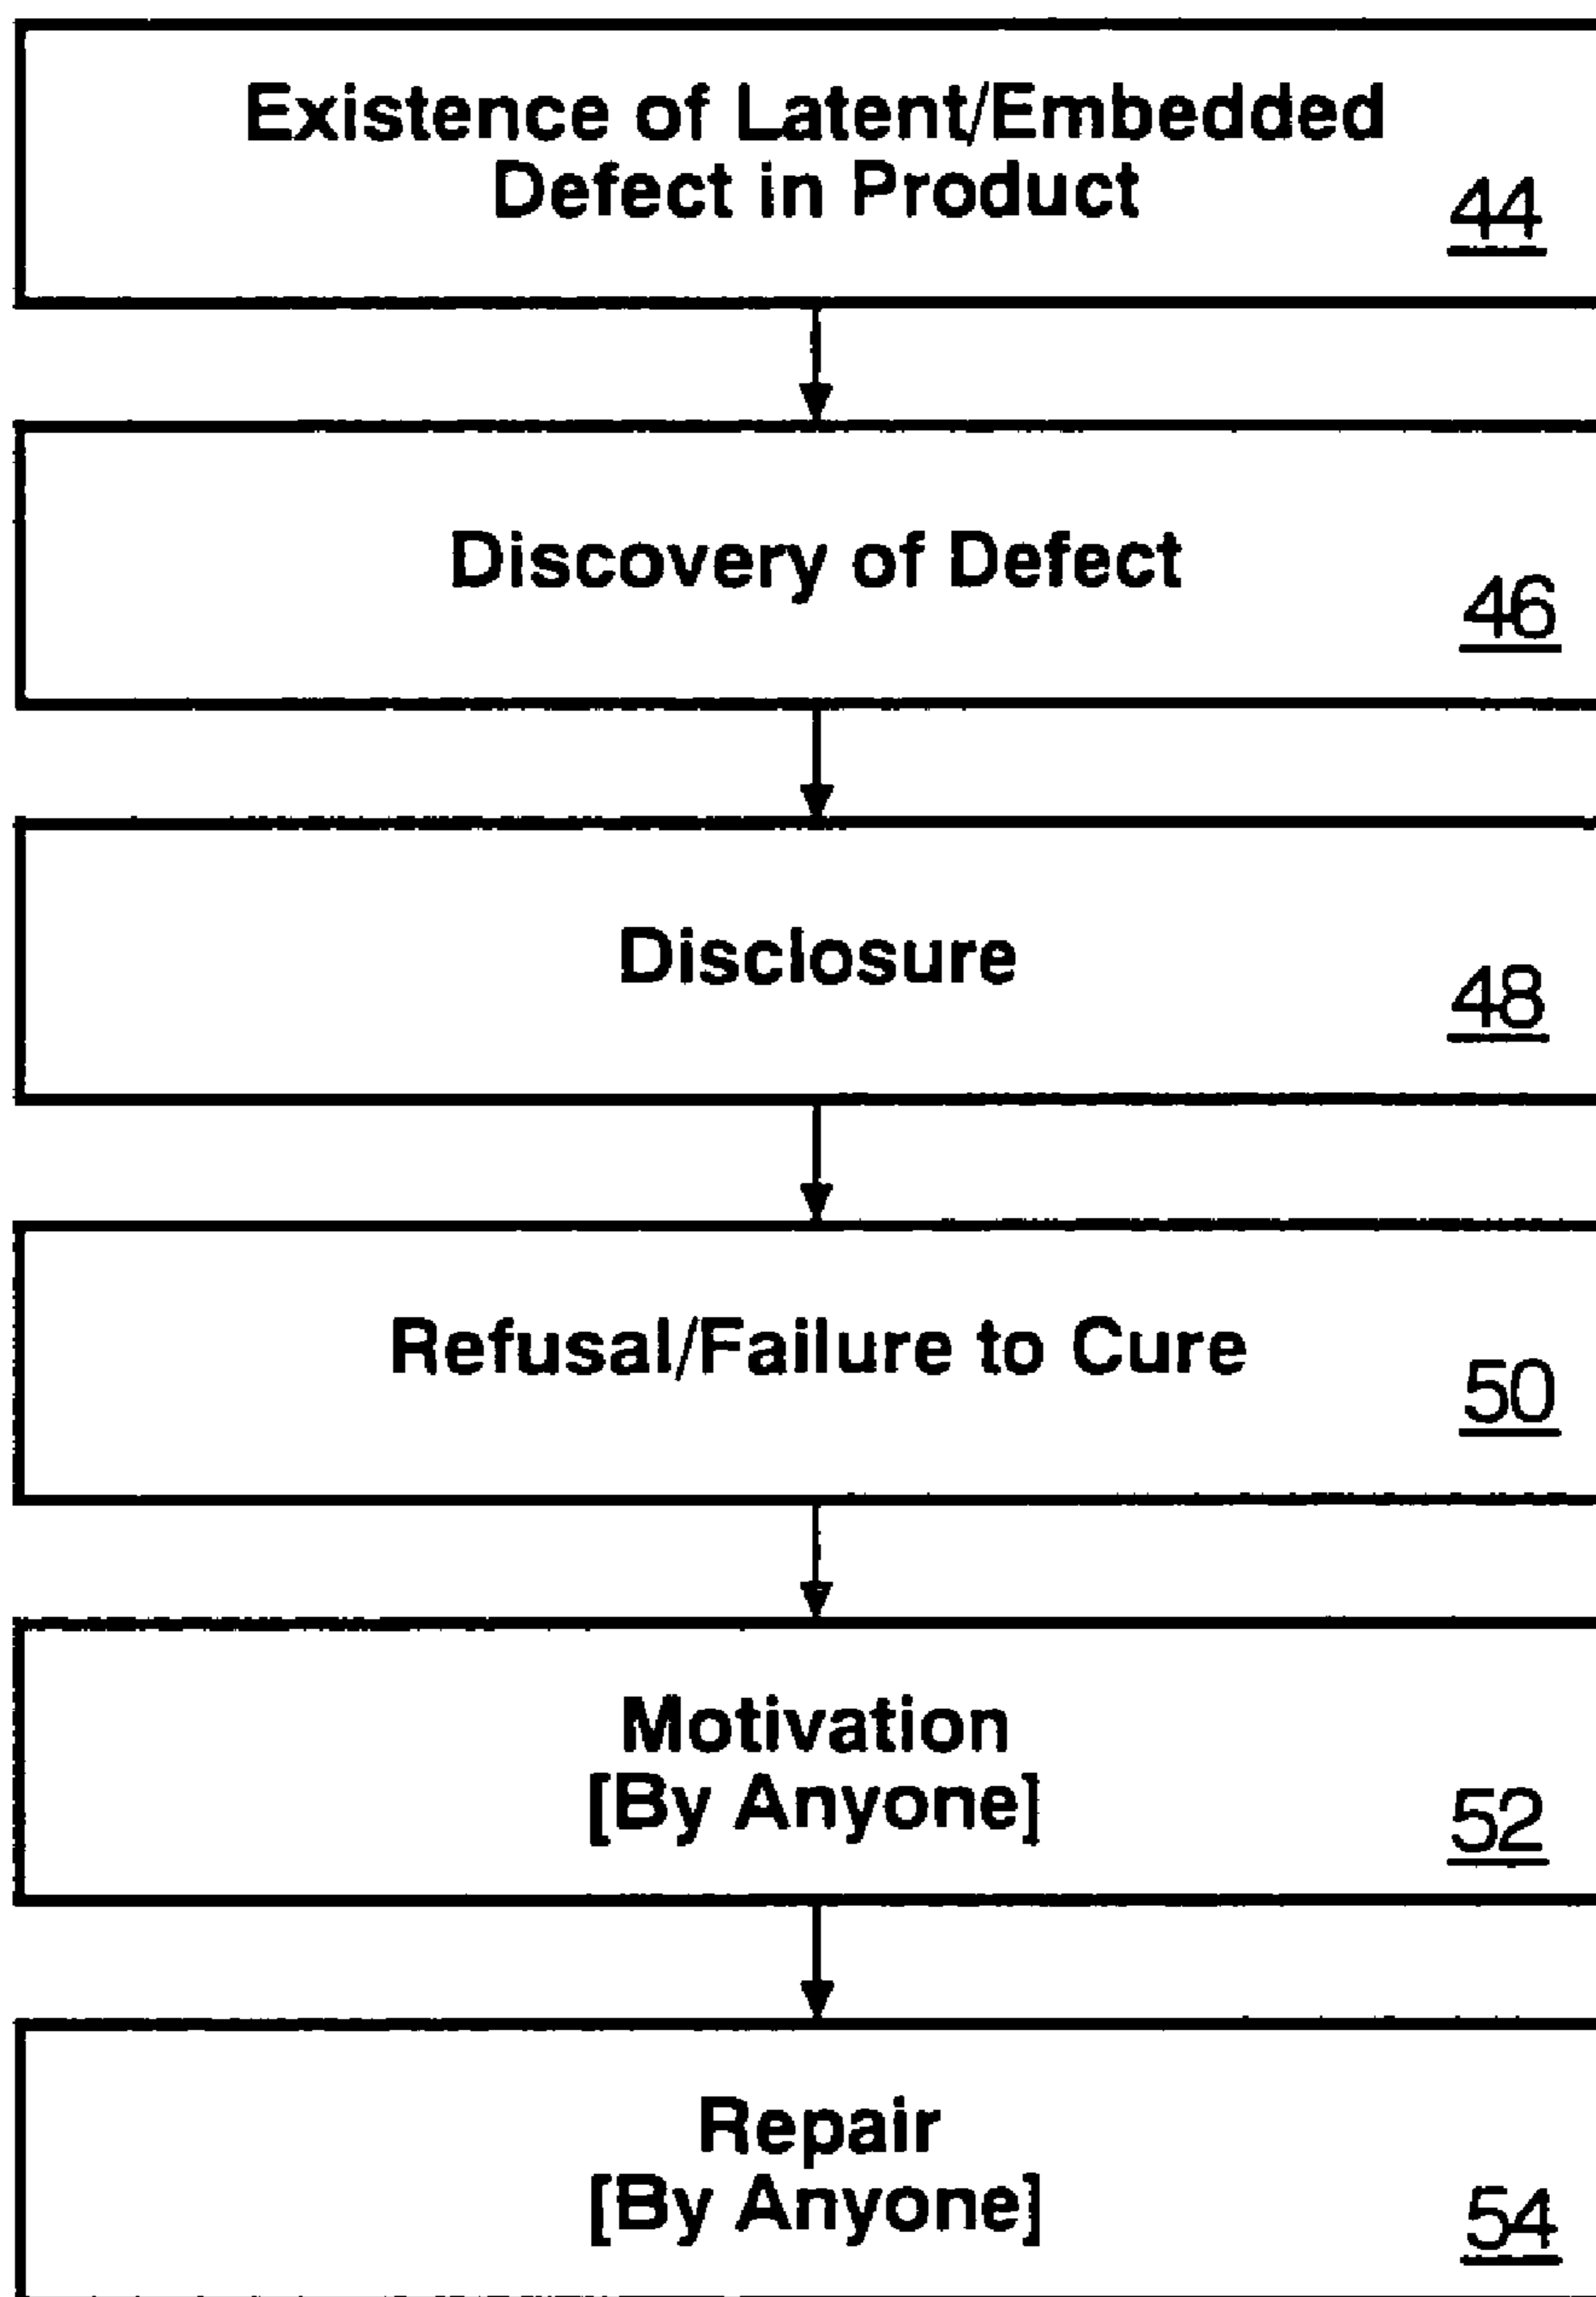 Existence of Latent/Embedded
Defect in Product
44
Discovery of Defect
46
Disclosure
48
Refusal/Failure to Cure
50
Motivation
[By Anyone]
52
Repair
[By Anyone]
54